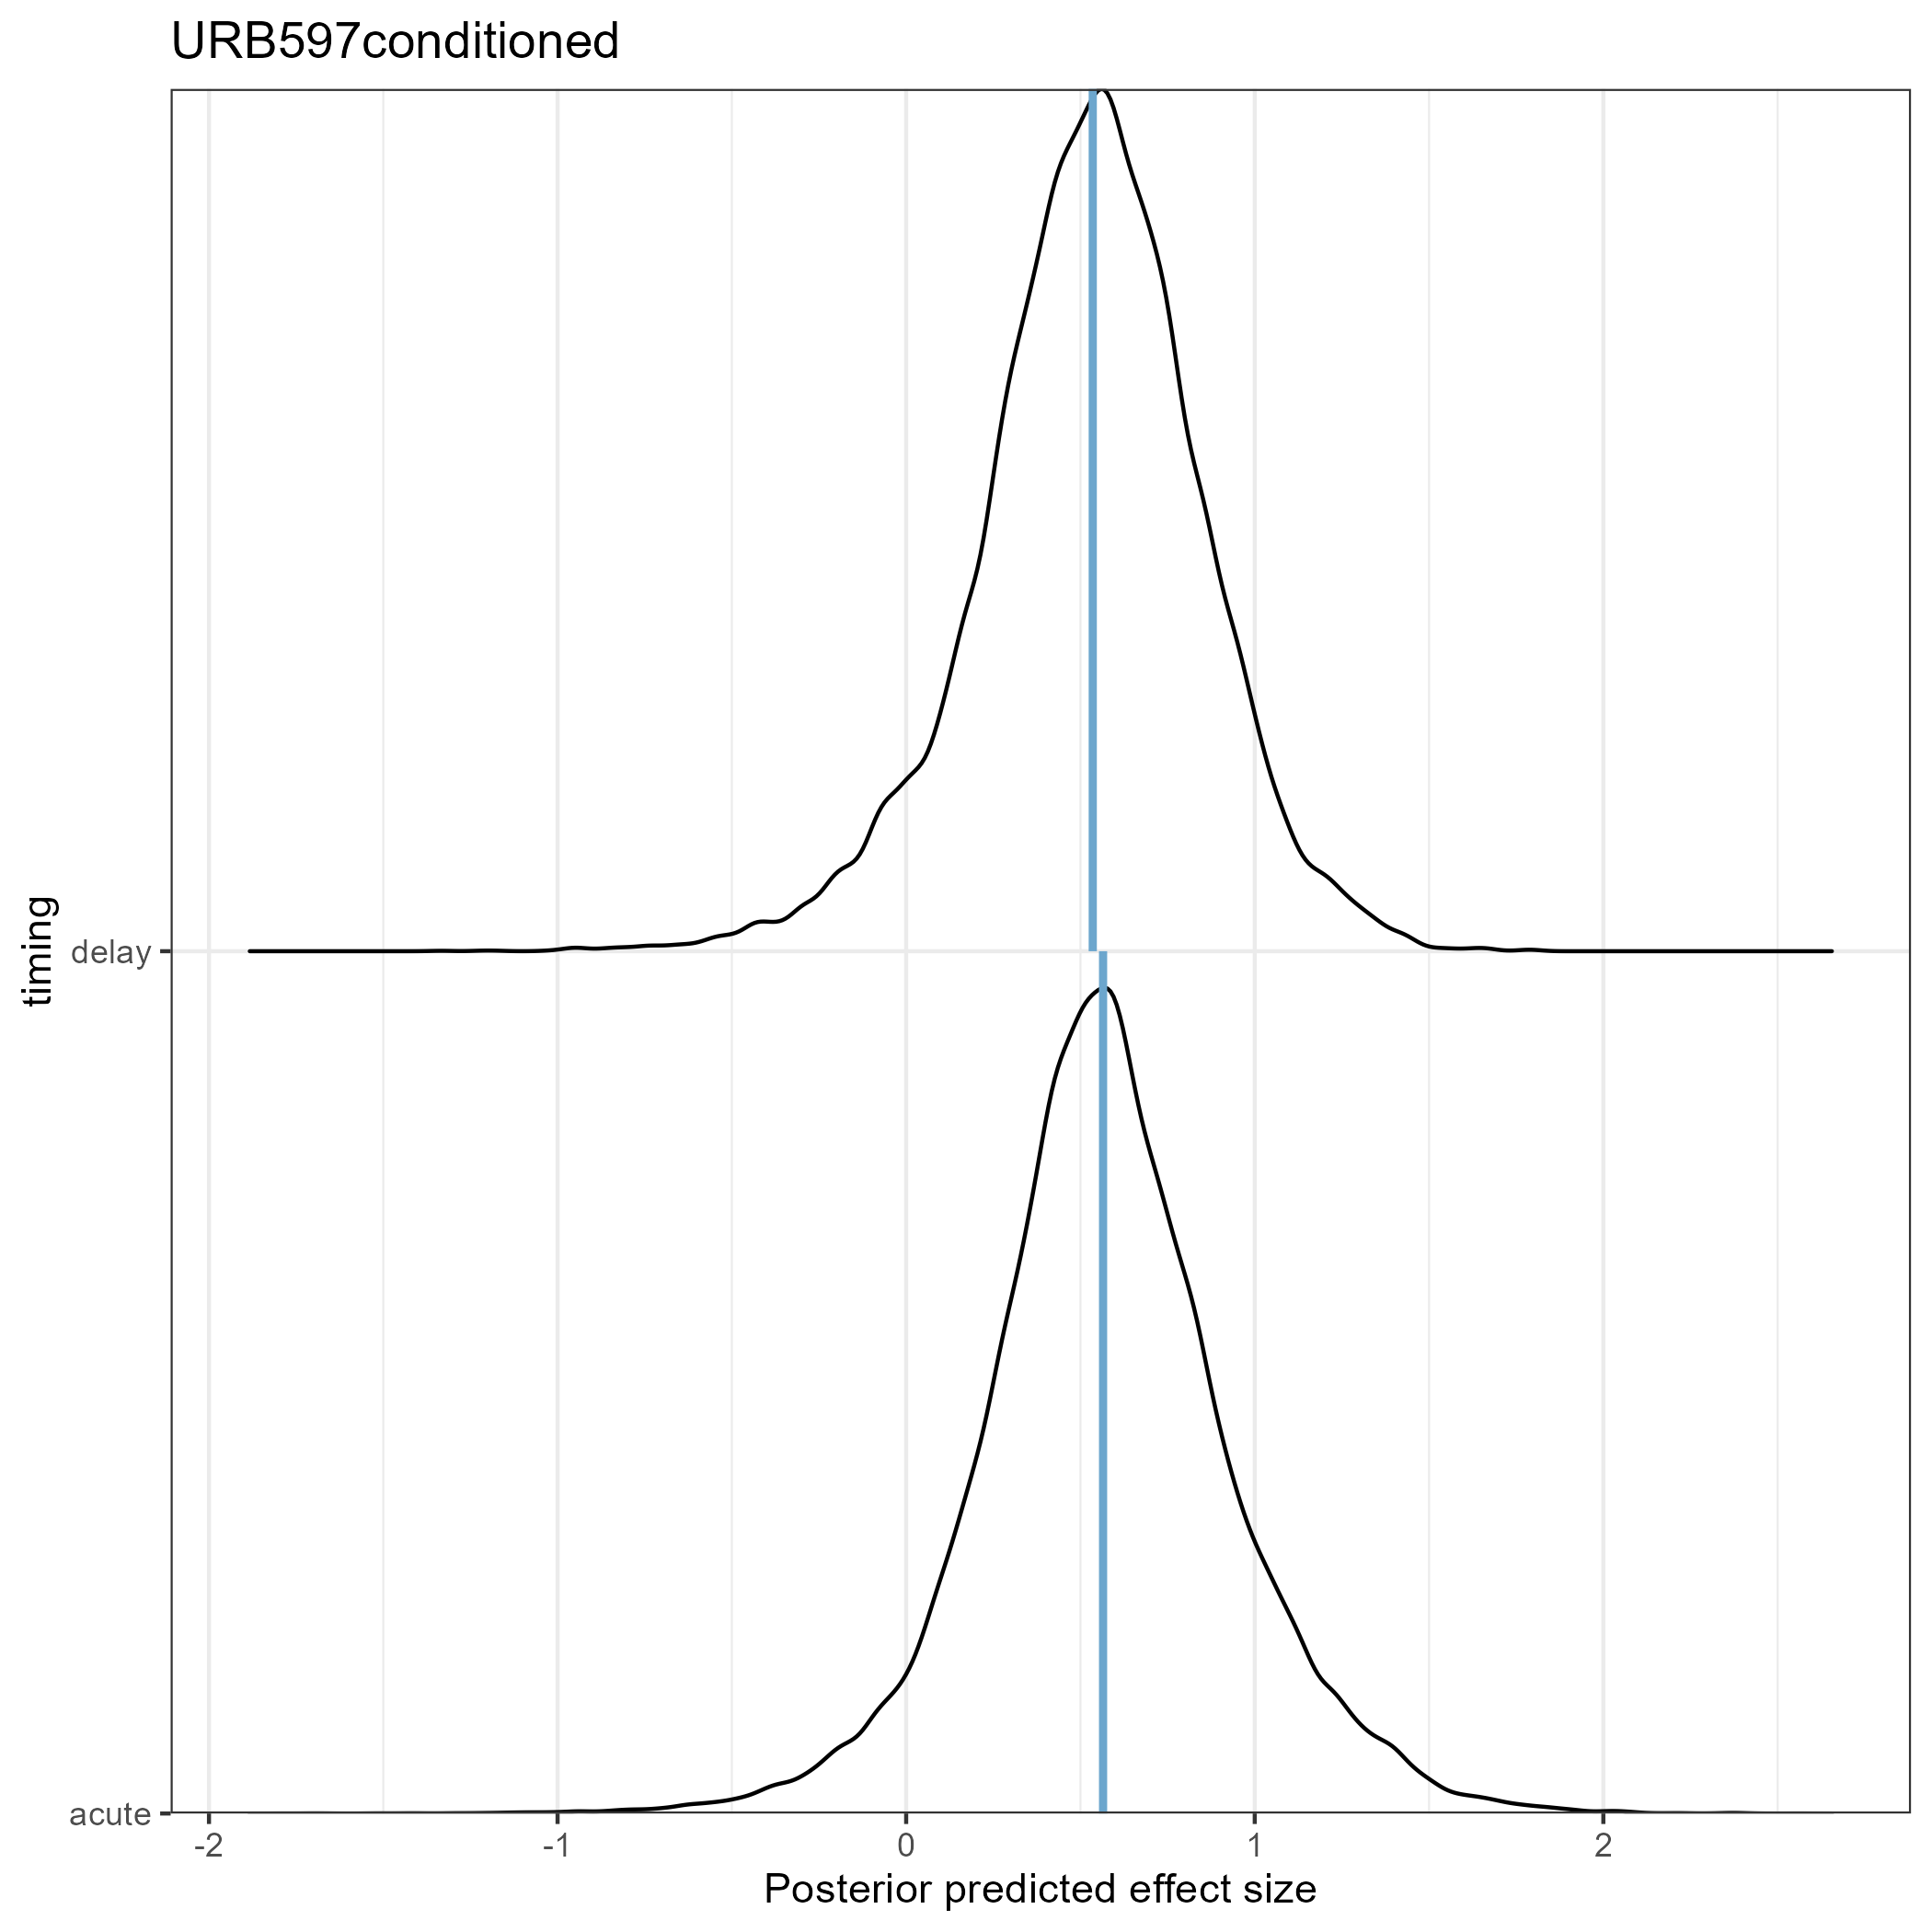 URB597conditioned
timing
delay
acute
-2 -1 0 1 2
Posterior predicted effect size